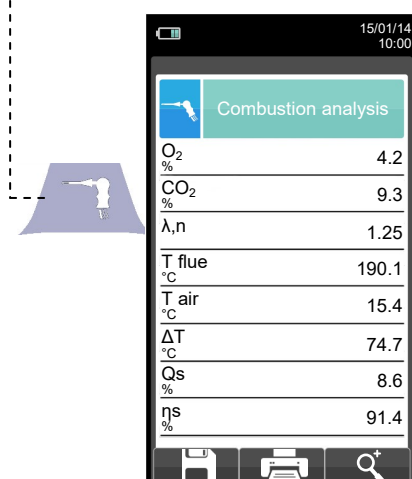 15/01/14
10:00
Combustion analysis
O₂
% 4.2
CO₂
% 9.3
λ,n 1.25
T flue
°C 190.1
T air
°C 15.4
ΔT
°C 74.7
Qs
% 8.6
ηs
% 91.4